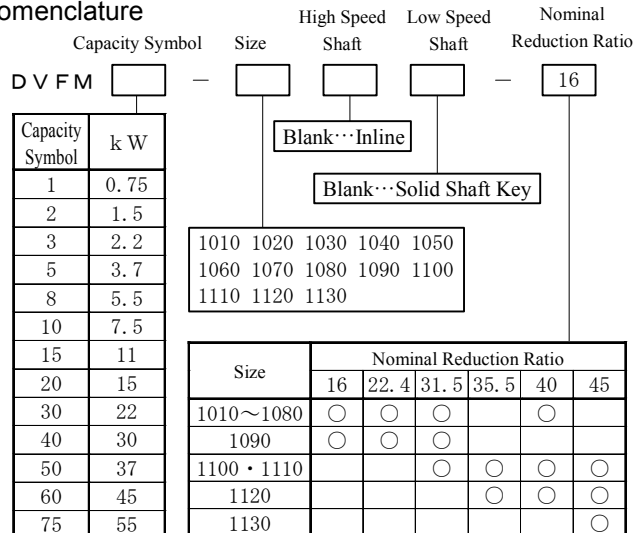 omenclature
Capacity Symbol Size High Speed Shaft Low Speed Shaft Nominal Reduction Ratio
DVFM － － 16
Blank…Inline
Blank…Solid Shaft Key
Capacity Symbol kW
1 0.75
2 1.5
3 2.2
5 3.7
8 5.5
10 7.5
15 11
20 15
30 22
40 30
50 37
60 45
75 55
1010 1020 1030 1040 1050
1060 1070 1080 1090 1100
1110 1120 1130
Size Nominal Reduction Ratio
16 22.4 31.5 35.5 40 45
1010～1080 ○ ○ ○ ○
1090 ○ ○ ○
1100・1110 ○ ○ ○ ○
1120 ○ ○ ○
1130 ○